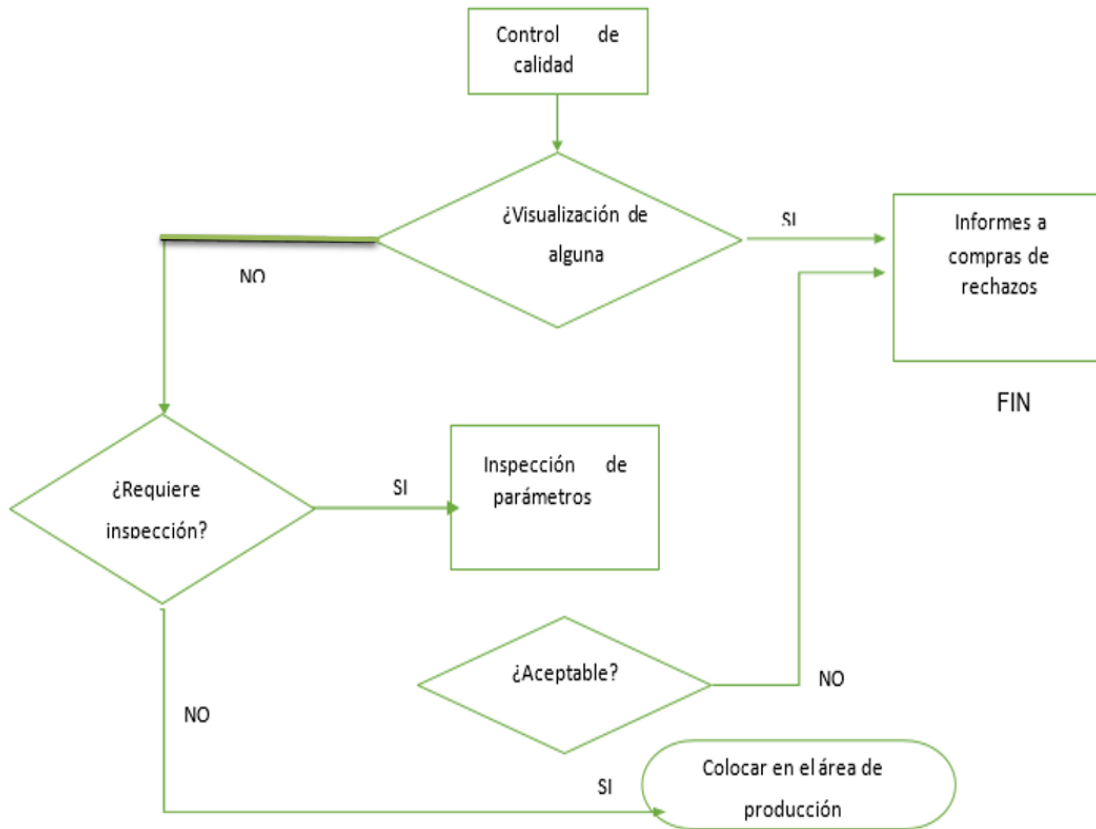 Control de
calidad
¿Visualización de
alguna
SI
NO
Informes a
compras de
rechazos
FIN
¿Requiere
inspección?
SI
Inspección de
parámetros
¿Aceptable?
NO
NO
SI
Colocar en el área de
producción